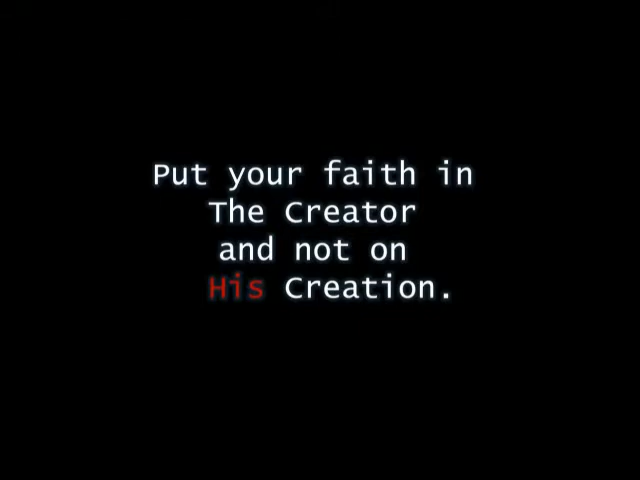 Put your faith in
The Creator
and not on
His Creation.